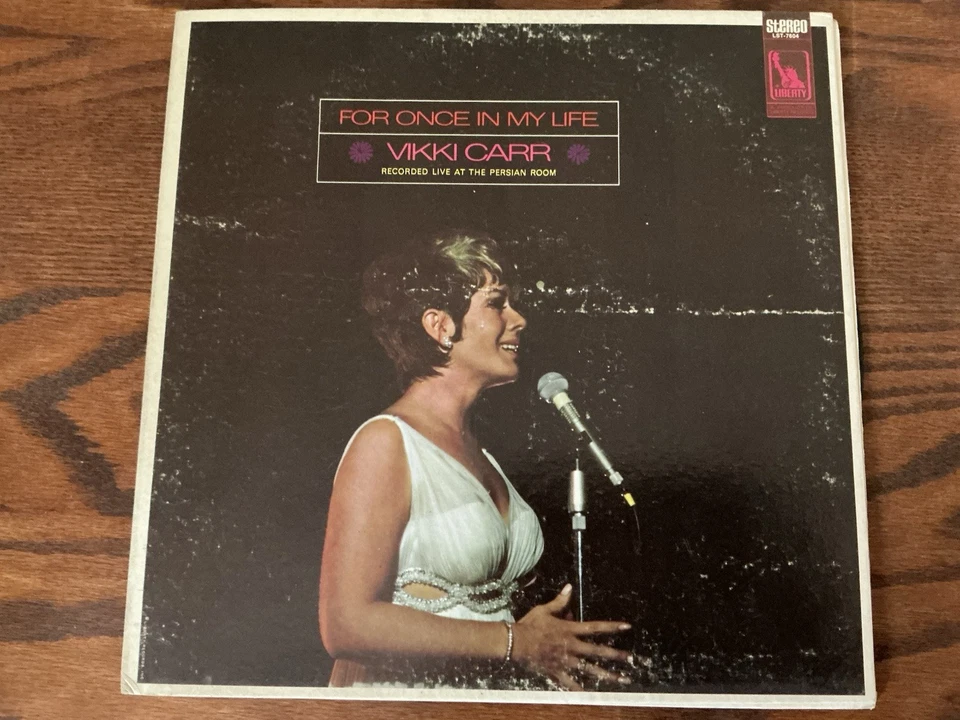 STEREO
LST-7604
LIBERTY
FOR ONCE IN MY LIFE
VIKKI CARR
RECORDED LIVE AT THE PERSIAN ROOM